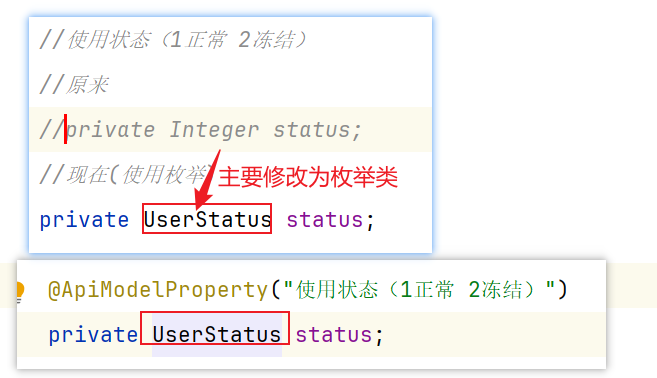 //使用状态（1正常 2冻结）
//原来
//private Integer status;
//现在(使用枚举)
主要修改为枚举类
private UserStatus status;
@ApiModelProperty("使用状态（1正常 2冻结）")
private UserStatus status;